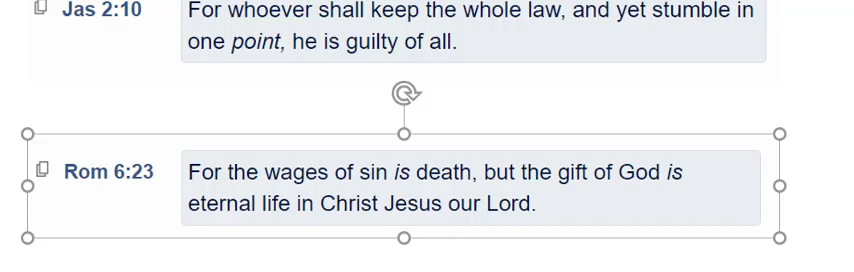 Jas 2:10 For whoever shall keep the whole law, and yet stumble in
one point, he is guilty of all.
Rom 6:23 For the wages of sin is death, but the gift of God is
eternal life in Christ Jesus our Lord.